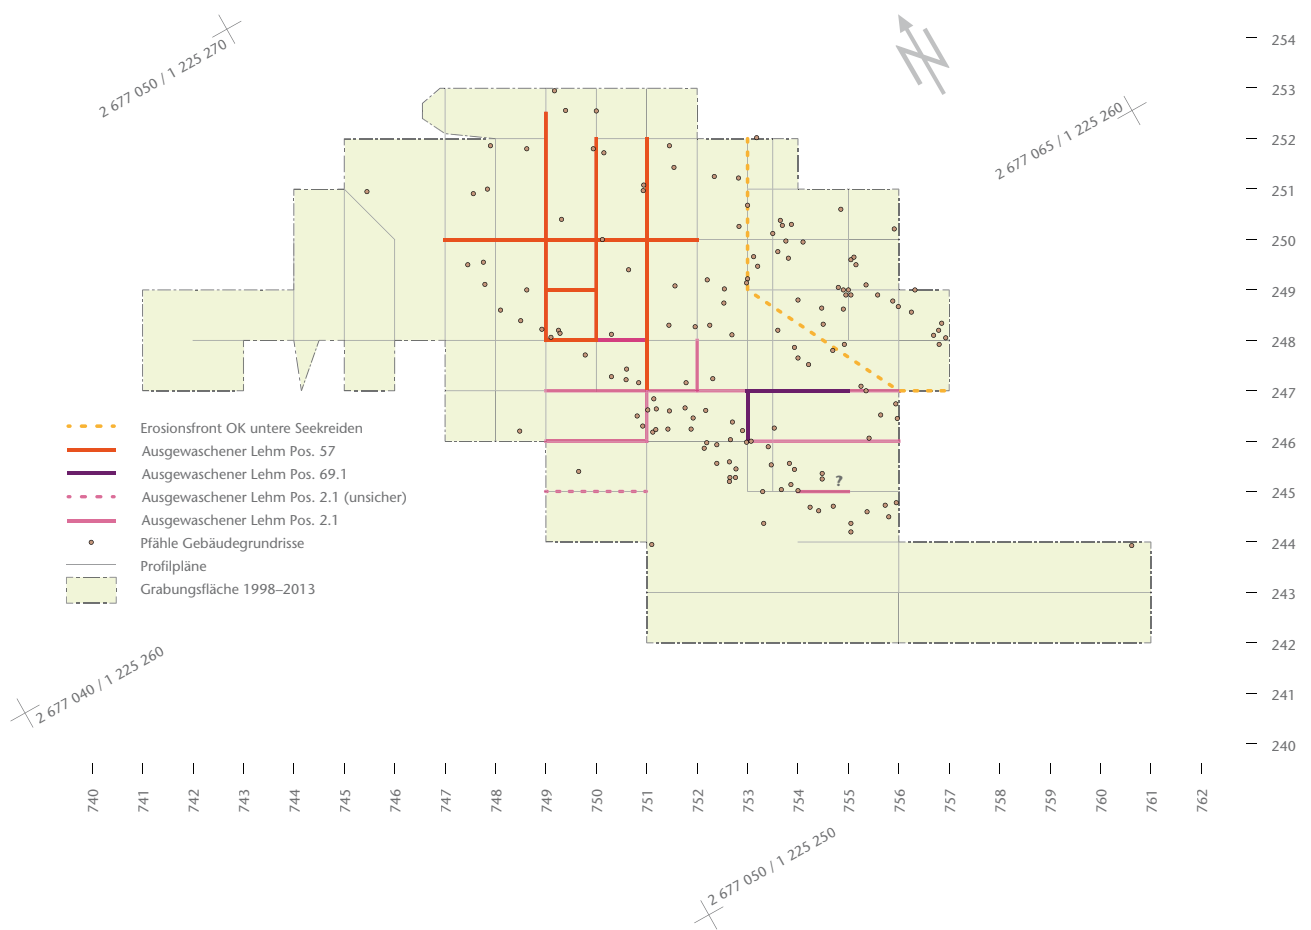 2 677 050 / 1 225 270
2 677 065 / 1 225 260
254
253
252
251
250
249
248
247
246
245
244
243
242
241
240
Erosionsfront OK untere Seekreiden
Ausgewaschener Lehm Pos. 57
Ausgewaschener Lehm Pos. 69.1
Ausgewaschener Lehm Pos. 2.1 (unsicher)
Ausgewaschener Lehm Pos. 2.1
Pfähle Gebäudegrundrisse
Profilpläne
Grabungsfläche 1998–2013
?
2 677 040 / 1 225 260
740 741 742 743 744 745 746 747 748 749 750 751 752 753 754 755 756 757 758 759 760 761 762
2 677 050 / 1 225 250